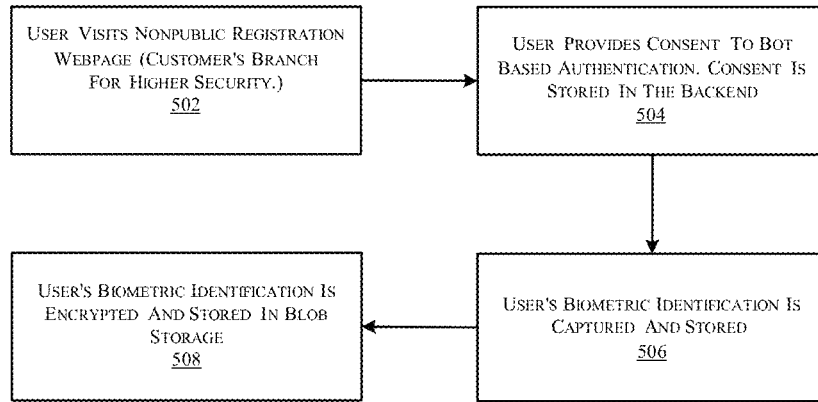 USER VISITS NONPUBLIC REGISTRATION
WEBPAGE (CUSTOMER'S BRANCH
FOR HIGHER SECURITY.)
502
USER PROVIDES CONSENT TO BOT
BASED AUTHENTICATION. CONSENT IS
STORED IN THE BACKEND
504
USER'S BIOMETRIC IDENTIFICATION IS
CAPTURED AND STORED
506
USER'S BIOMETRIC IDENTIFICATION IS
ENCRYPTED AND STORED IN BLOB
STORAGE
508